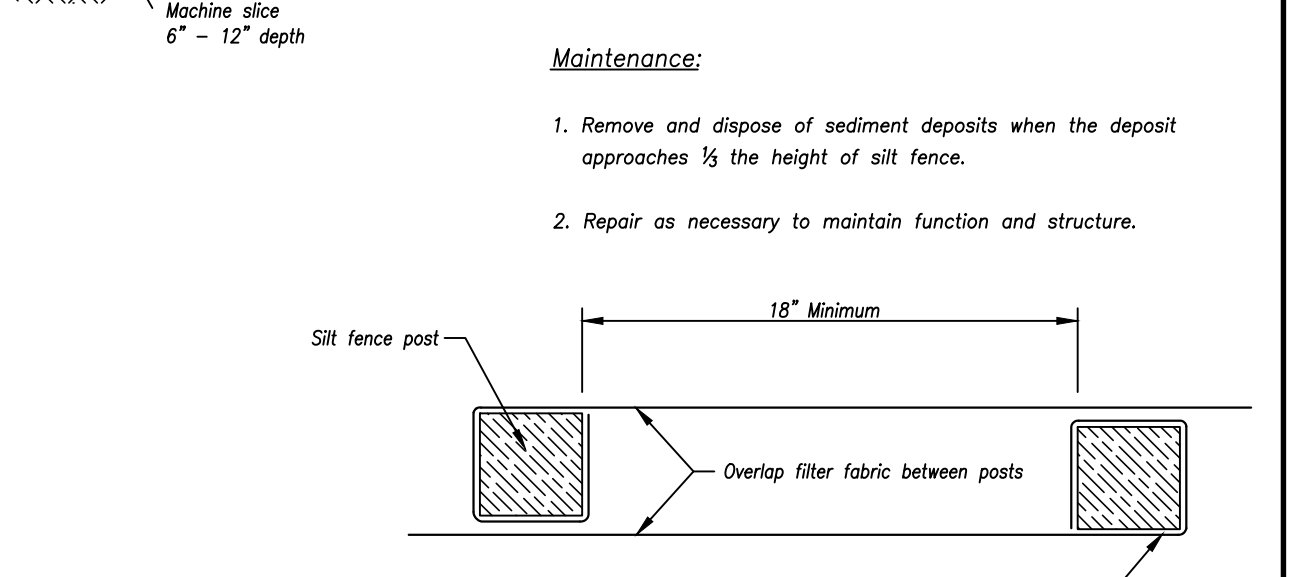 Machine slice
6" - 12" depth
Maintenance:
1. Remove and dispose of sediment deposits when the deposit
approaches ⅓ the height of silt fence.
2. Repair as necessary to maintain function and structure.
18" Minimum
Silt fence post
Overlap filter fabric between posts